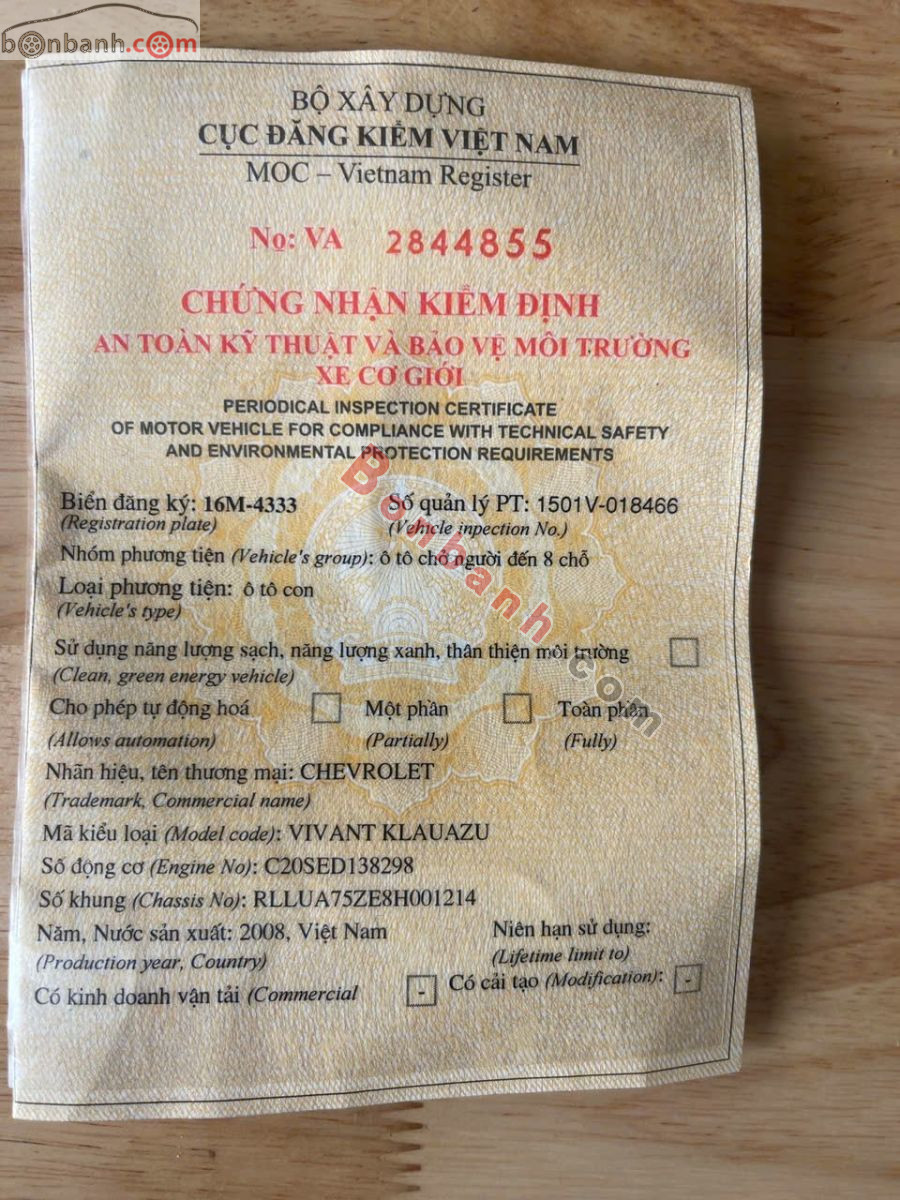 bonbanh.com
BỘ XÂY DỰNG
CỤC ĐĂNG KIỂM VIỆT NAM
MOC – Vietnam Register
No: VA 2844855
CHỨNG NHẬN KIỂM ĐỊNH
AN TOÀN KỸ THUẬT VÀ BẢO VỆ MÔI TRƯỜNG
XE CƠ GIỚI
PERIODICAL INSPECTION CERTIFICATE
OF MOTOR VEHICLE FOR COMPLIANCE WITH TECHNICAL SAFETY
AND ENVIRONMENTAL PROTECTION REQUIREMENTS
Biển đăng ký: 16M-4333 Số quản lý PT: 1501V-018466
(Registration plate) (Vehicle inpection No.)
Nhóm phương tiện (Vehicle's group): ô tô chở người đến 8 chỗ
Loại phương tiện: ô tô con
(Vehicle's type)
Sử dụng năng lượng sạch, năng lượng xanh, thân thiện môi trường
(Clean, green energy vehicle)
Cho phép tự động hoá Một phần Toàn phần
(Allows automation) (Partially) (Fully)
Nhãn hiệu, tên thương mại: CHEVROLET
(Trademark, Commercial name)
Mã kiểu loại (Model code): VIVANT KLAUAZU
Số động cơ (Engine No): C20SED138298
Số khung (Chassis No): RLLUA75ZE8H001214
Năm, Nước sản xuất: 2008, Việt Nam Niên hạn sử dụng:
(Production year, Country) (Lifetime limit to)
Có kinh doanh vận tải (Commercial - Có cải tạo (Modification): -
Bonbanh.com